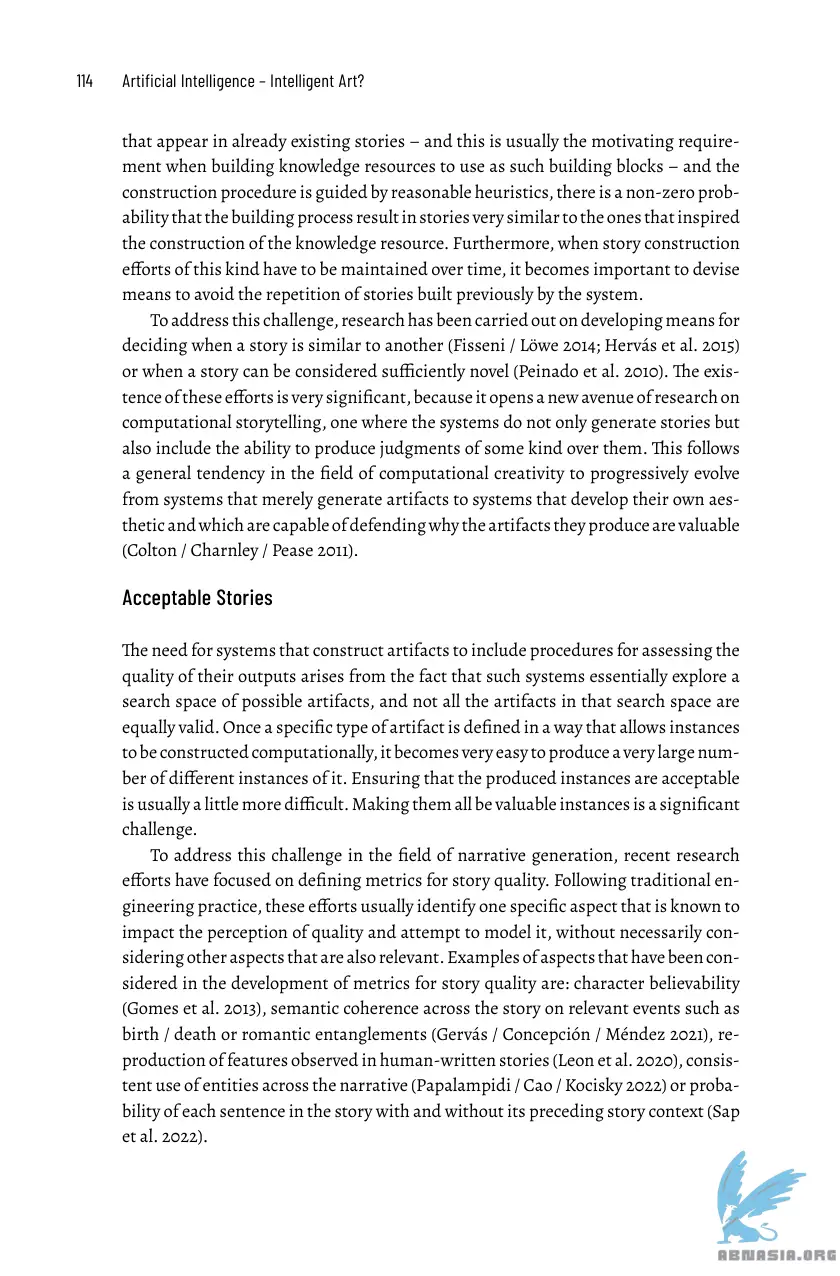 114 Artificial Intelligence – Intelligent Art?
that appear in already existing stories – and this is usually the motivating require-
ment when building knowledge resources to use as such building blocks – and the
construction procedure is guided by reasonable heuristics, there is a non-zero prob-
ability that the building process result in stories very similar to the ones that inspired
the construction of the knowledge resource. Furthermore, when story construction
efforts of this kind have to be maintained over time, it becomes important to devise
means to avoid the repetition of stories built previously by the system.
To address this challenge, research has been carried out on developing means for
deciding when a story is similar to another (Fisseni / Löwe 2014; Hervás et al. 2015)
or when a story can be considered sufficiently novel (Peinado et al. 2010). The exis-
tence of these efforts is very significant, because it opens a new avenue of research on
computational storytelling, one where the systems do not only generate stories but
also include the ability to produce judgments of some kind over them. This follows
a general tendency in the field of computational creativity to progressively evolve
from systems that merely generate artifacts to systems that develop their own aes-
thetic and which are capable of defending why the artifacts they produce are valuable
(Colton / Charnley / Pease 2011).
Acceptable Stories
The need for systems that construct artifacts to include procedures for assessing the
quality of their outputs arises from the fact that such systems essentially explore a
search space of possible artifacts, and not all the artifacts in that search space are
equally valid. Once a specific type of artifact is defined in a way that allows instances
to be constructed computationally, it becomes very easy to produce a very large num-
ber of different instances of it. Ensuring that the produced instances are acceptable
is usually a little more difficult. Making them all be valuable instances is a significant
challenge.
To address this challenge in the field of narrative generation, recent research
efforts have focused on defining metrics for story quality. Following traditional en-
gineering practice, these efforts usually identify one specific aspect that is known to
impact the perception of quality and attempt to model it, without necessarily con-
sidering other aspects that are also relevant. Examples of aspects that have been con-
sidered in the development of metrics for story quality are: character believability
(Gomes et al. 2013), semantic coherence across the story on relevant events such as
birth / death or romantic entanglements (Gervás / Concepción / Méndez 2021), re-
production of features observed in human-written stories (Leon et al. 2020), consis-
tent use of entities across the narrative (Papalampidi / Cao / Kocisky 2022) or proba-
bility of each sentence in the story with and without its preceding story context (Sap
et al. 2022).
ABNASIA.ORG